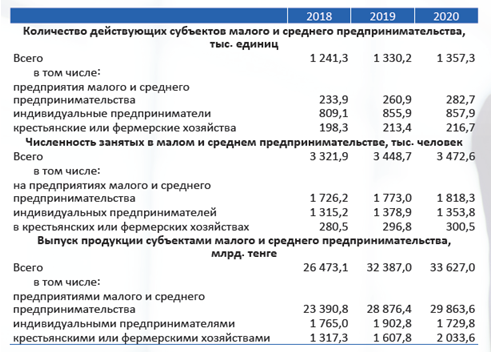 2018 2019 2020
Количество действующих субъектов малого и среднего предпринимательства,
тыс. единиц
Всего 1 241,3 1 330,2 1 357,3
в том числе:
предприятия малого и среднего
предпринимательства 233,9 260,9 282,7
индивидуальные предприниматели 809,1 855,9 857,9
крестьянские или фермерские хозяйства 198,3 213,4 216,7
Численность занятых в малом и среднем предпринимательстве, тыс. человек
Всего 3 321,9 3 448,7 3 472,6
в том числе:
на предприятиях малого и среднего
предпринимательства 1 726,2 1 773,0 1 818,3
индивидуальных предпринимателей 1 315,2 1 378,9 1 353,8
в крестьянских или фермерских хозяйствах 280,5 296,8 300,5
Выпуск продукции субъектами малого и среднего предпринимательства,
млрд. тенге
Всего 26 473,1 32 387,0 33 627,0
в том числе:
предприятиями малого и среднего
предпринимательства 23 390,8 28 876,4 29 863,6
индивидуальными предпринимателями 1 765,0 1 902,8 1 729,8
крестьянскими или фермерскими хозяйствами 1 317,3 1 607,8 2 033,6